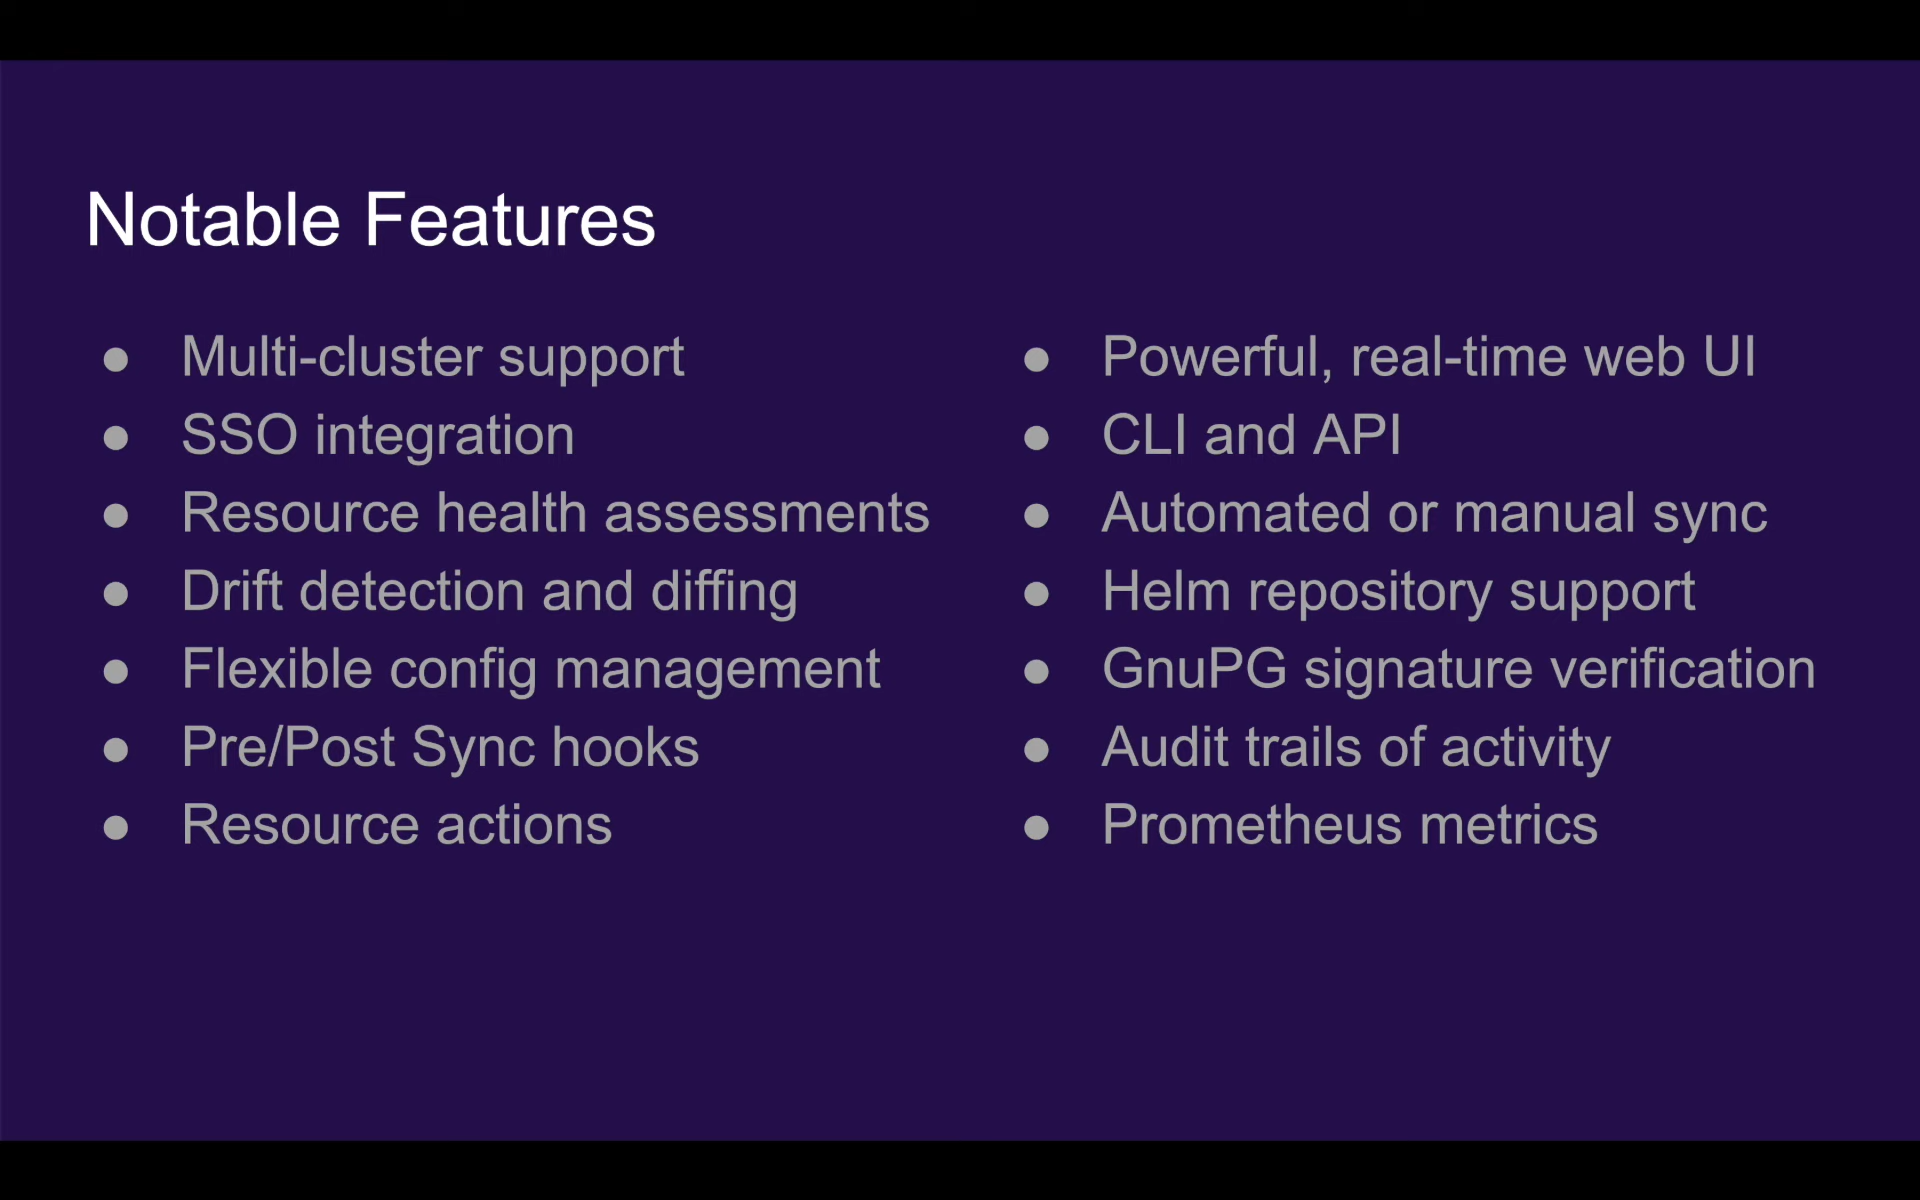 Notable Features
● Multi-cluster support
● SSO integration
● Resource health assessments
● Drift detection and diffing
● Flexible config management
● Pre/Post Sync hooks
● Resource actions
● Powerful, real-time web UI
● CLI and API
● Automated or manual sync
● Helm repository support
● GnuPG signature verification
● Audit trails of activity
● Prometheus metrics